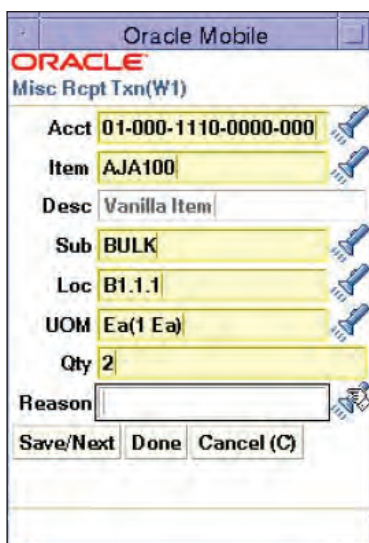 Oracle Mobile
ORACLE
Misc Rcpt Txn(W1)
Acct 01-000-1110-0000-000
Item AJA100
Desc Vanilla Item
Sub BULK
Loc B1.1.1
UOM Ea(1 Ea)
Qty 2
Reason
Save/Next Done Cancel (C)